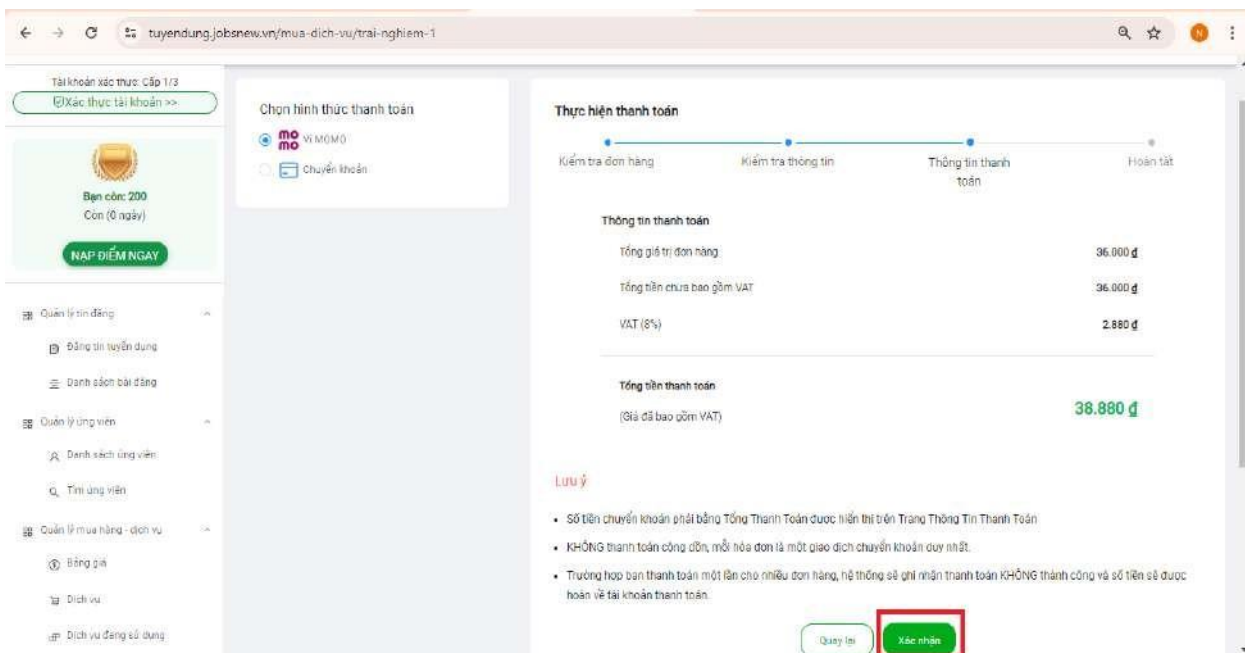 tuyendung.jobsnew.vn/mua-dich-vu/trai-nghiem-1
N
Tài khoản xác thực: Cấp 1/3
Xác thực tài khoản >>
Bạn còn: 200
Còn (0 ngày)
NẠP ĐIỂM NGAY
Quản lý tin đăng
Đăng tin tuyển dụng
Danh sách bài đăng
Quản lý ứng viên
Danh sách ứng viên
Tìm ứng viên
Quản lý mua hàng - dịch vụ
Bảng giá
Dịch vụ
Dịch vụ đang sử dụng
Chọn hình thức thanh toán
mo
mo
Ví MOMO
Chuyển khoản
Thực hiện thanh toán
Kiểm tra đơn hàng
Kiểm tra thông tin
Thông tin thanh
toán
Hoàn tất
Thông tin thanh toán
Tổng giá trị đơn hàng 36.000 ₫
Tổng tiền chưa bao gồm VAT 36.000 ₫
VAT (8%) 2.880 ₫
Tổng tiền thanh toán
(Giá đã bao gồm VAT) 38.880 ₫
Lưu ý
• Số tiền chuyển khoản phải bằng Tổng Thanh Toán được hiển thị trên Trang Thông Tin Thanh Toán
• KHÔNG thanh toán cộng dồn, mỗi hóa đơn là một giao dịch chuyển khoản duy nhất.
• Trường hợp bạn thanh toán một lần cho nhiều đơn hàng, hệ thống sẽ ghi nhận thanh toán KHÔNG thành công và số tiền sẽ được
hoàn về tài khoản thanh toán.
Quay lại
Xác nhận